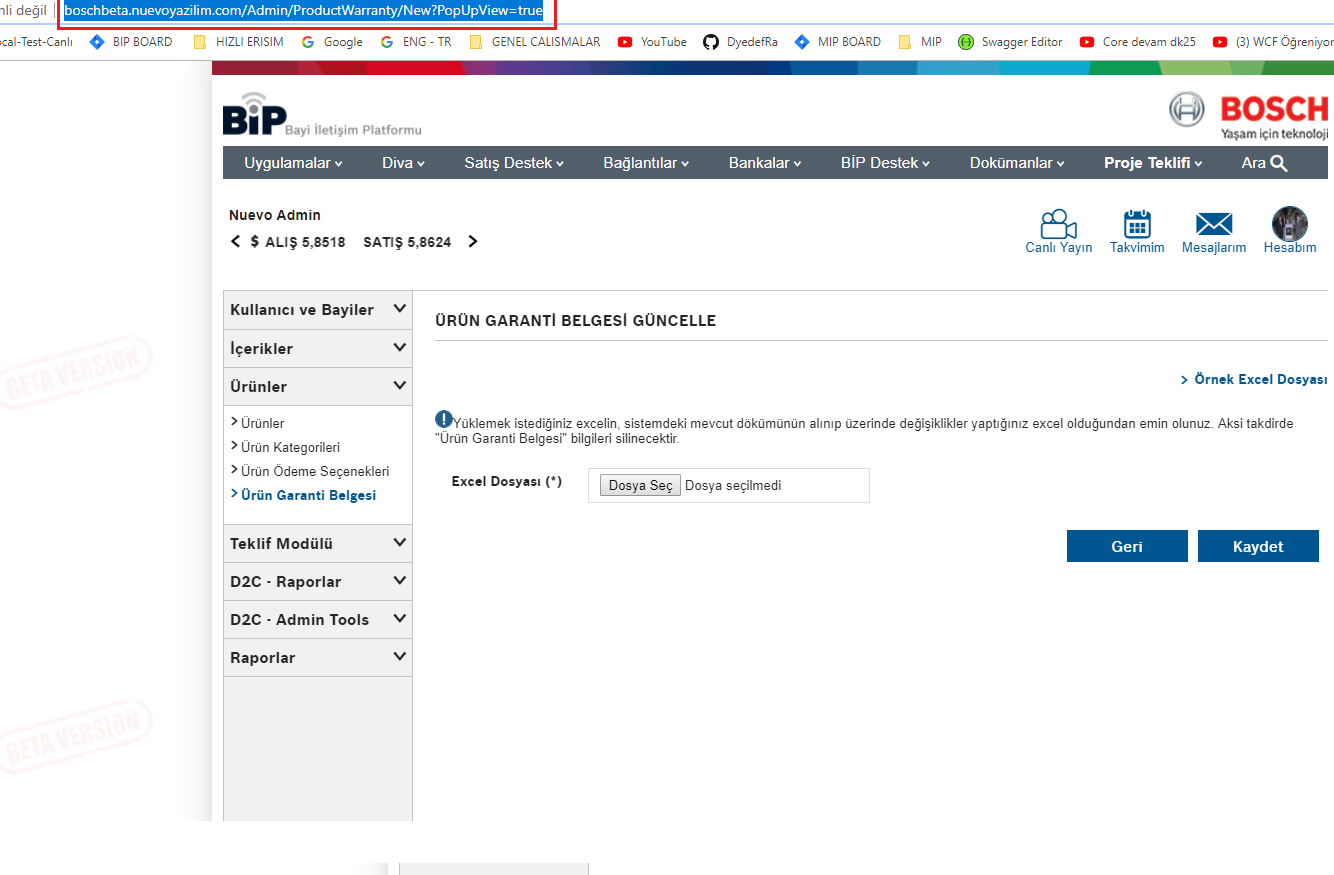 nli değil
boschbeta.nuevoyazilim.com/Admin/ProductWarranty/New?PopUpView=true
ocal-Test-Canlı BIP BOARD HIZLI ERISIM Google ENG - TR GENEL CALISMALAR YouTube DyedefRa MIP BOARD MIP Swagger Editor Core devam dk25 (3) WCF Öğreniyor
BiP Bayi İletişim Platformu
BOSCH
Yaşam için teknoloji
Uygulamalar Diva Satış Destek Bağlantılar Bankalar BİP Destek Dokümanlar Proje Teklifi Ara
Nuevo Admin
$ ALIŞ 5,8518 SATIŞ 5,8624
Canlı Yayın Takvimim Mesajlarım Hesabım
Kullanıcı ve Bayiler
İçerikler
Ürünler
Ürünler
Ürün Kategorileri
Ürün Ödeme Seçenekleri
Ürün Garanti Belgesi
Teklif Modülü
D2C - Raporlar
D2C - Admin Tools
Raporlar
ÜRÜN GARANTİ BELGESİ GÜNCELLE
> Örnek Excel Dosyası
Yüklemek istediğiniz excelin, sistemdeki mevcut dökümünün alınıp üzerinde değişiklikler yaptığınız excel olduğundan emin olunuz. Aksi takdirde
"Ürün Garanti Belgesi" bilgileri silinecektir.
Excel Dosyası (*) Dosya Seç Dosya seçilmedi
Geri Kaydet
BETA VERSİON
BETA VERSİON